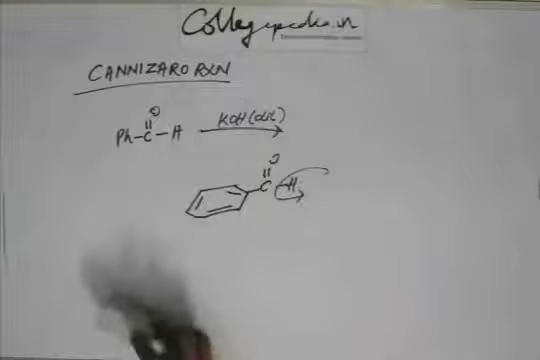 Collegepedia.in
CANNIZARO RXN
O
Ph-C-H KOH(dil)
O
C-H